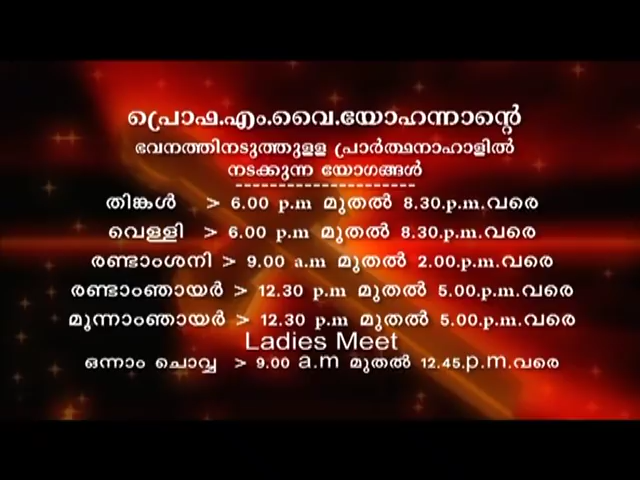 പ്രൊഫ.എം.വൈ.യോഹന്നാന്റെ
ഭവനത്തിനടുത്തുള്ള പ്രാർത്ഥനാഹാളിൽ
നടക്കുന്ന യോഗങ്ങൾ
--------------------
തിങ്കൾ > 6.00 p.m മുതൽ 8.30.p.m.വരെ
വെള്ളി > 6.00 p.m മുതൽ 8.30.p.m.വരെ
രണ്ടാംശനി > 9.00 a.m മുതൽ 2.00.p.m.വരെ
രണ്ടാംഞായർ > 12.30 p.m മുതൽ 5.00.p.m.വരെ
മൂന്നാംഞായർ > 12.30 p.m മുതൽ 5.00.p.m.വരെ
Ladies Meet
ഒന്നാം ചൊവ്വ > 9.00 a.m മുതൽ 12.45.p.m.വരെ